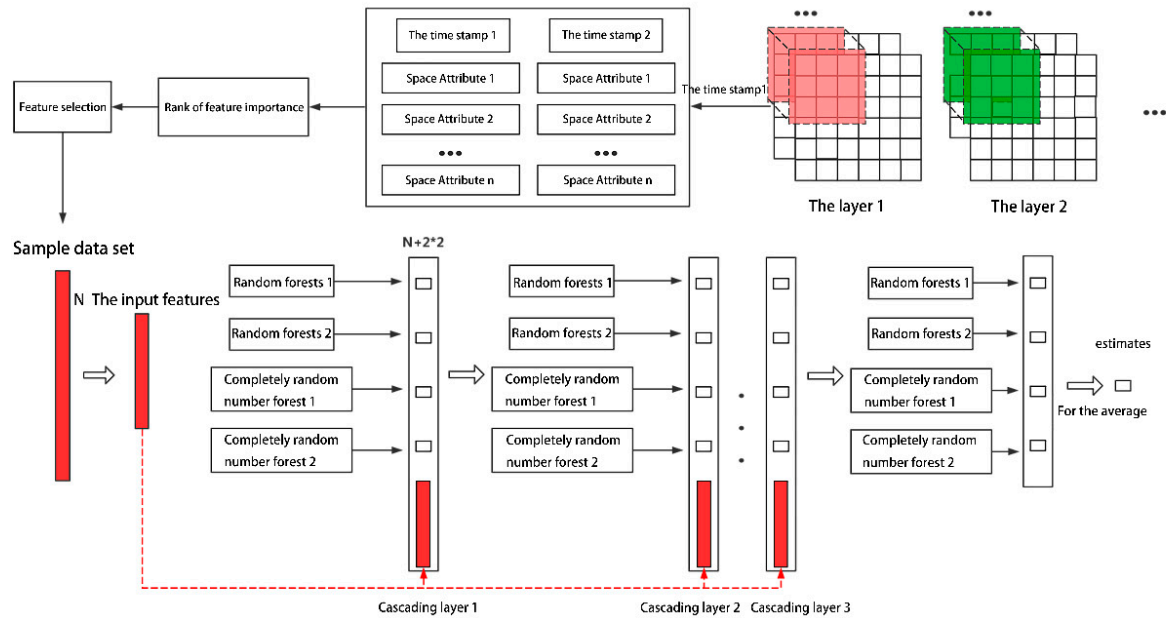 •••
•••
The time stamp 1
The time stamp 2
Space Attribute 1
Space Attribute 1
The time stamp1
Feature selection
Rank of feature importance
Space Attribute 2
Space Attribute 2
•••
•••
•••
Space Attribute n
Space Attribute n
The layer 1
The layer 2
Sample data set
N+2*2
N The input features
Random forests 1
Random forests 1
Random forests 1
Random forests 2
Random forests 2
Random forests 2
estimates
Completely random
number forest 1
Completely random
number forest 1
Completely random
number forest 1
For the average
Completely random
number forest 2
Completely random
number forest 2
Completely random
number forest 2
Cascading layer 1
Cascading layer 2
Cascading layer 3